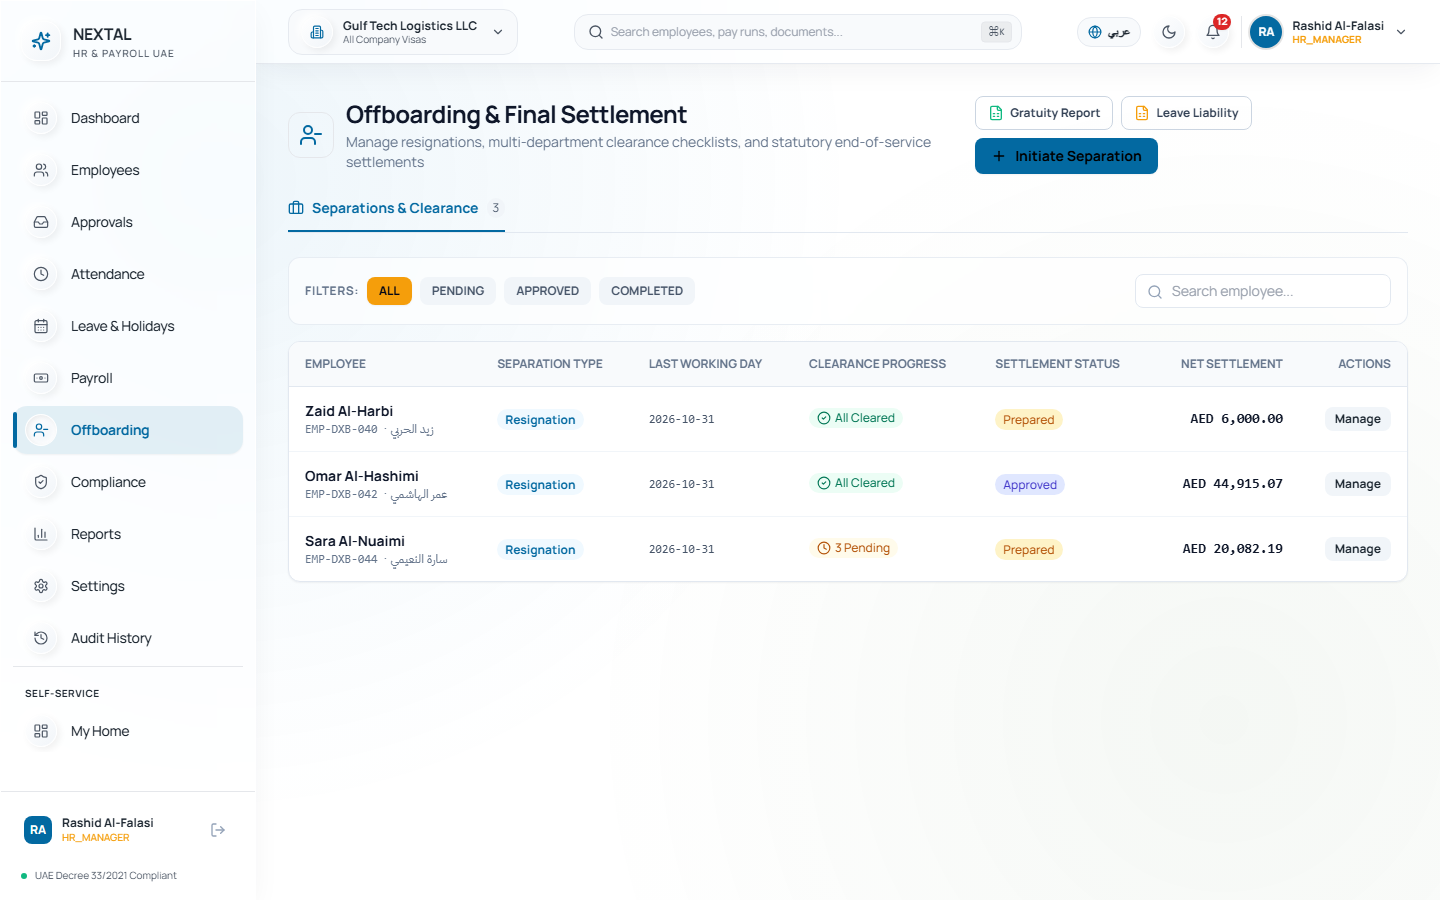 NEXTAL
HR & PAYROLL UAE
Gulf Tech Logistics LLC
All Company Visas
Search employees, pay runs, documents...
⌘K
عربي
12
RA
Rashid Al-Falasi
HR_MANAGER
Dashboard
Employees
Approvals
Attendance
Leave & Holidays
Payroll
Offboarding
Compliance
Reports
Settings
Audit History
SELF-SERVICE
My Home
RA
Rashid Al-Falasi
HR_MANAGER
UAE Decree 33/2021 Compliant
Offboarding & Final Settlement
Manage resignations, multi-department clearance checklists, and statutory end-of-service
settlements
Gratuity Report
Leave Liability
Initiate Separation
Separations & Clearance 3
FILTERS: ALL PENDING APPROVED COMPLETED
Search employee...
EMPLOYEE SEPARATION TYPE LAST WORKING DAY CLEARANCE PROGRESS SETTLEMENT STATUS NET SETTLEMENT ACTIONS
Zaid Al-Harbi
EMP-DXB-040 · زيد الحربي
Resignation 2026-10-31 All Cleared Prepared AED 6,000.00 Manage
Omar Al-Hashimi
EMP-DXB-042 · عمر الهاشمي
Resignation 2026-10-31 All Cleared Approved AED 44,915.07 Manage
Sara Al-Nuaimi
EMP-DXB-044 · سارة النعيمي
Resignation 2026-10-31 3 Pending Prepared AED 20,082.19 Manage